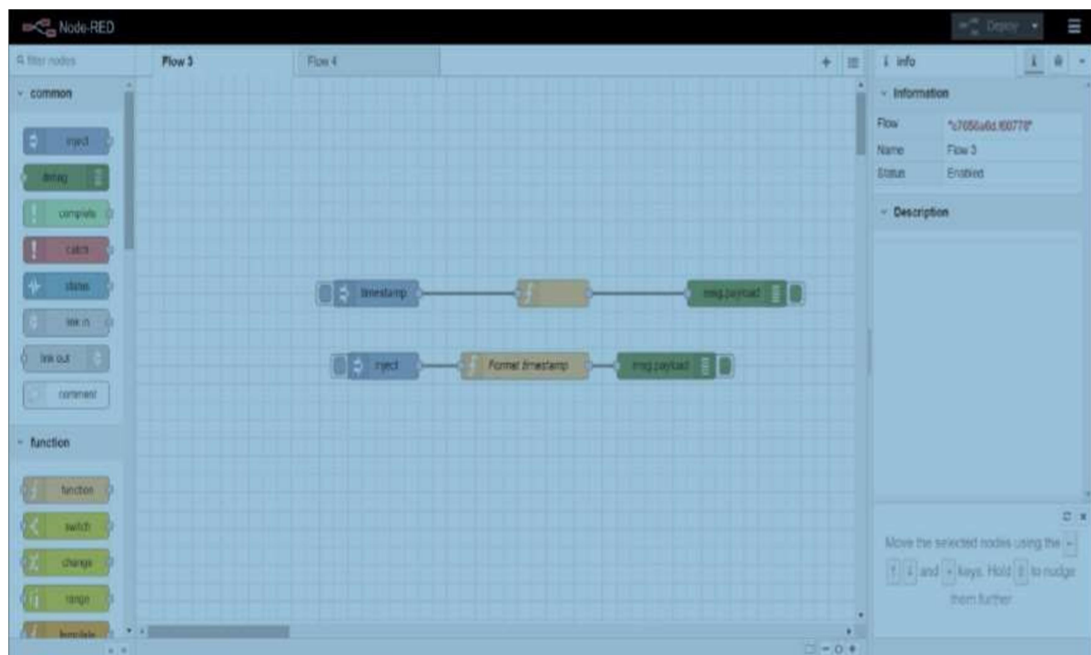 Node-RED
Deploy
filter nodes
Flow 3
Flow 4
info
common
Information
inject
Flow
Name
Flow 3
debug
Status
Enabled
complete
Description
catch
status
timestamp
msg.payload
link in
link out
inject
Format timestamp
msg.payload
comment
function
function
switch
Move the selected nodes using the
change
and
keys. Hold
to nudge
range
them further
template